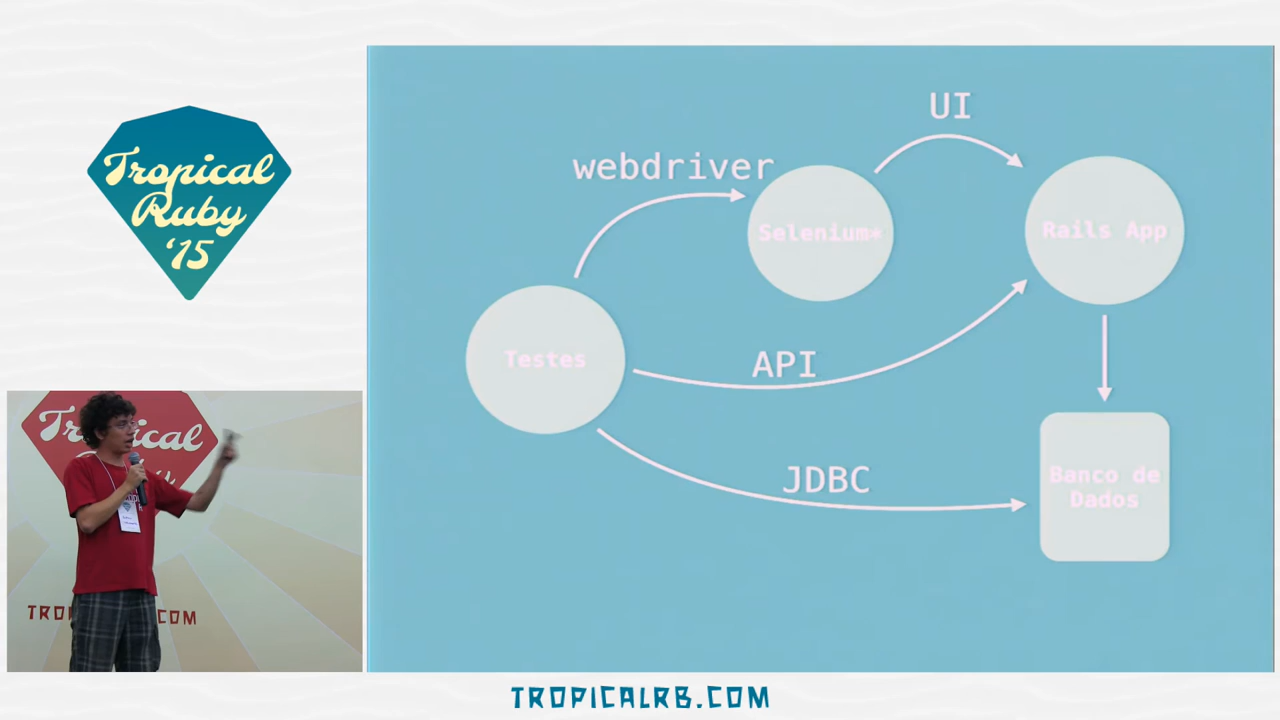 Tropical
Ruby
'15
UI
webdriver
Selenium*
Rails App
Testes
API
JDBC
Banco de
Dados
TROPICALRB.COM